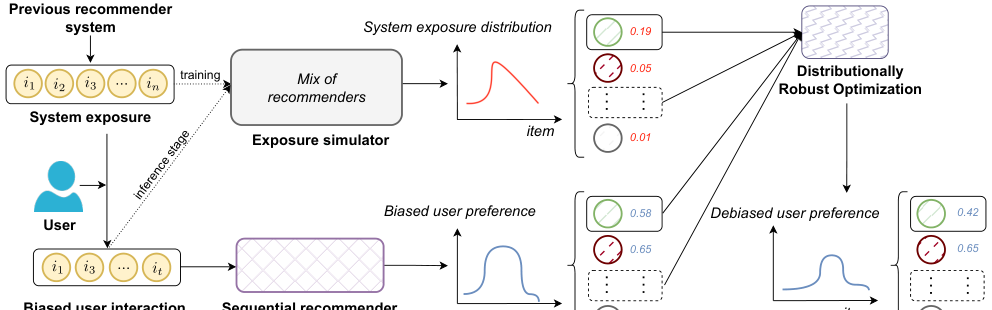 Previous recommender
system
i1 i2 i3 ... in
System exposure
training
Mix of
recommenders
Exposure simulator
System exposure distribution
item
0.19
0.05
0.01
Distributionally
Robust Optimization
inference stage
User
i1 i3 ... it
Biased user interaction
Sequential recommender
Biased user preference
0.58
0.65
Debiased user preference
0.42
0.65